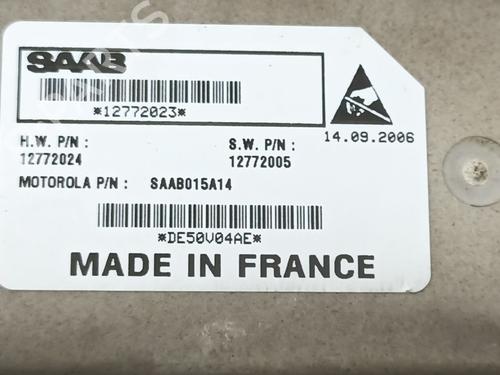 SAAB
*12772023*
14.09.2006
H.W. P/N :
12772024
S.W. P/N :
12772005
MOTOROLA P/N : SAAB015A14
*DE50V04AE*
MADE IN FRANCE